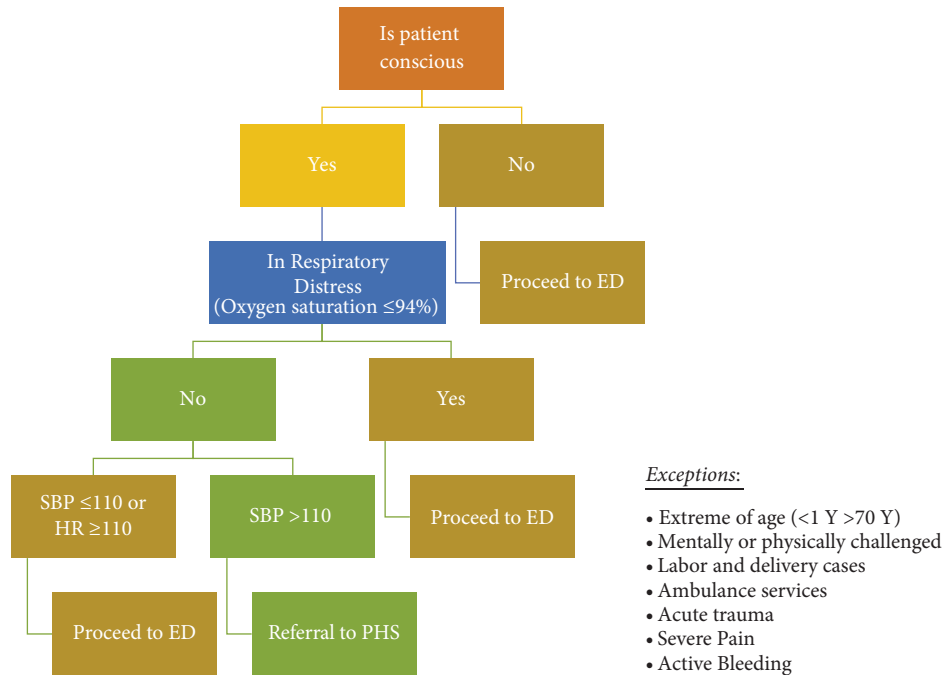 Is patient
conscious
Yes
No
In Respiratory
Distress
(Oxygen saturation ≤94%)
Proceed to ED
No
Yes
SBP ≤110 or
HR ≥110
SBP >110
Proceed to ED
Proceed to ED
Referral to PHS
Exceptions:
• Extreme of age (<1 Y >70 Y)
• Mentally or physically challenged
• Labor and delivery cases
• Ambulance services
• Acute trauma
• Severe Pain
• Active Bleeding